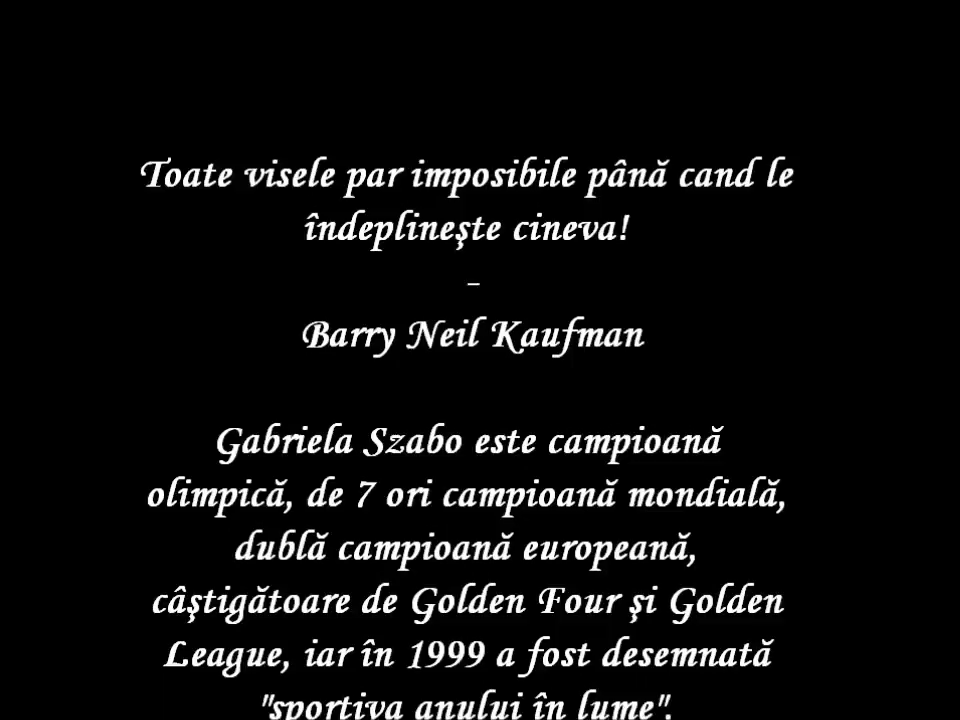 Toate visele par imposibile până cand le
îndeplineşte cineva!
-
Barry Neil Kaufman
Gabriela Szabo este campioană
olimpică, de 7 ori campioană mondială,
dublă campioană europeană,
câştigătoare de Golden Four şi Golden
League, iar în 1999 a fost desemnată
"sportiva anului în lume".